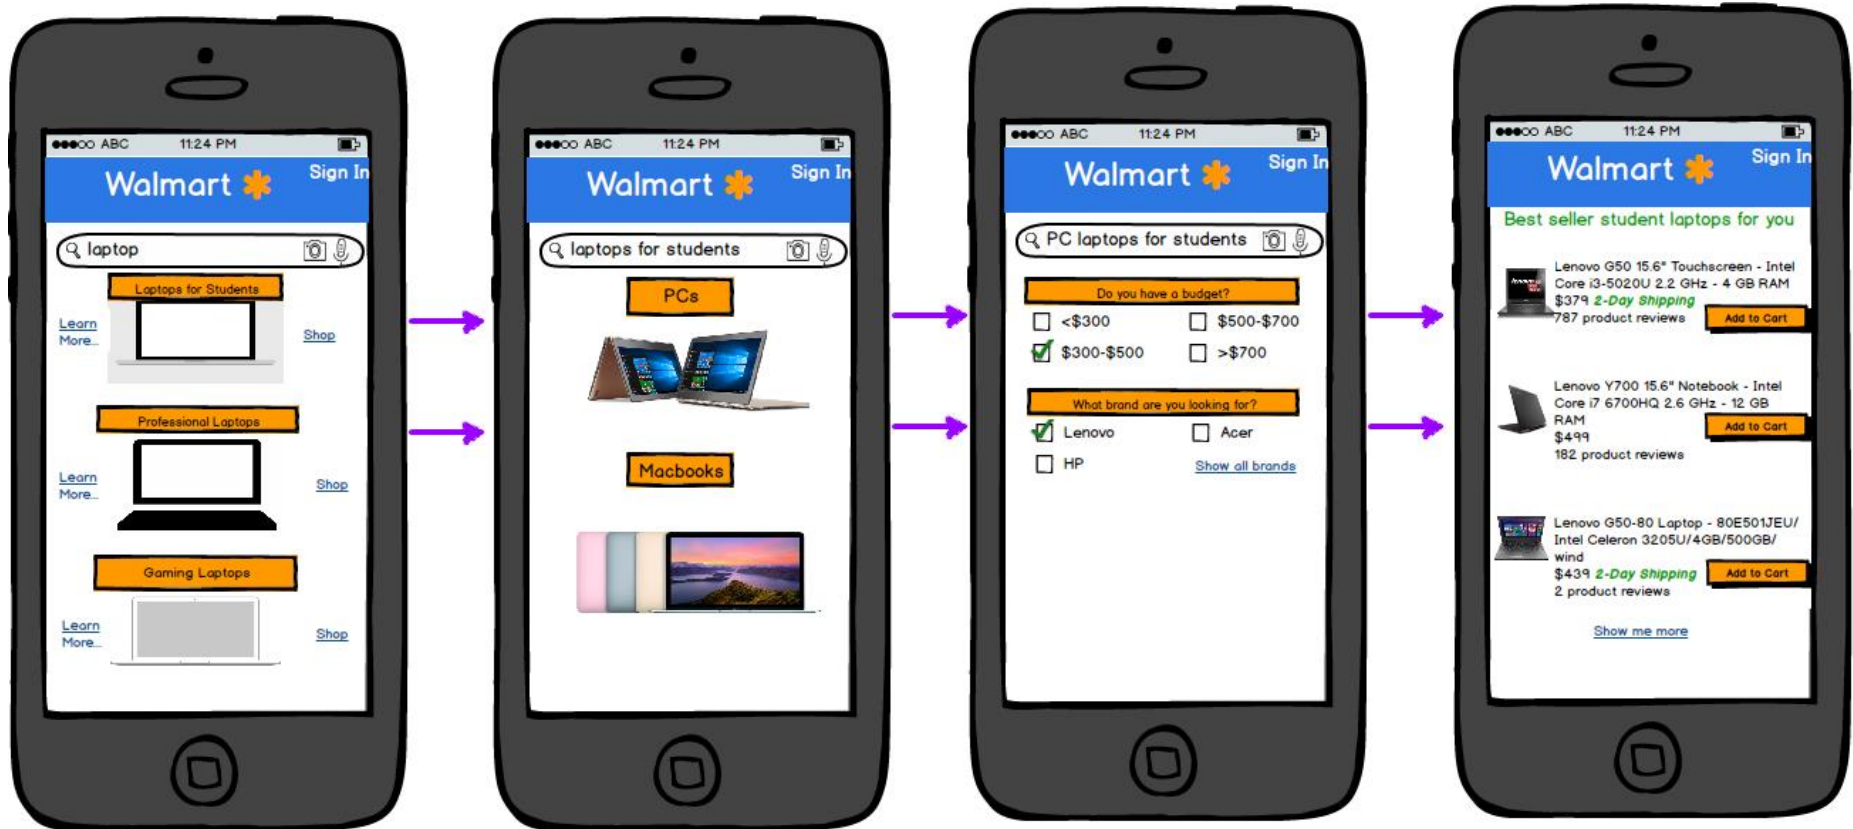 ABC 11:24 PM
Walmart
Sign In
laptop
Laptops for Students
Learn
More...
Shop
Professional Laptops
Learn
More...
Shop
Gaming Laptops
Learn
More...
Shop
ABC 11:24 PM
Walmart
Sign In
laptops for students
PCs
Macbooks
ABC 11:24 PM
Walmart
Sign In
PC laptops for students
Do you have a budget?
<$300
$500-$700
$300-$500
>$700
What brand are you looking for?
Lenovo
Acer
HP
Show all brands
ABC 11:24 PM
Walmart
Sign In
Best seller student laptops for you
Lenovo G50 15.6" Touchscreen - Intel
Core i3-5020U 2.2 GHz - 4 GB RAM
$379 2-Day Shipping
787 product reviews
Add to Cart
Lenovo Y700 15.6" Notebook - Intel
Core i7 6700HQ 2.6 GHz - 12 GB
RAM
$499
182 product reviews
Add to Cart
Lenovo G50-80 Laptop - 80E501JEU/
Intel Celeron 3205U/4GB/500GB/
wind
$439 2-Day Shipping
2 product reviews
Add to Cart
Show me more